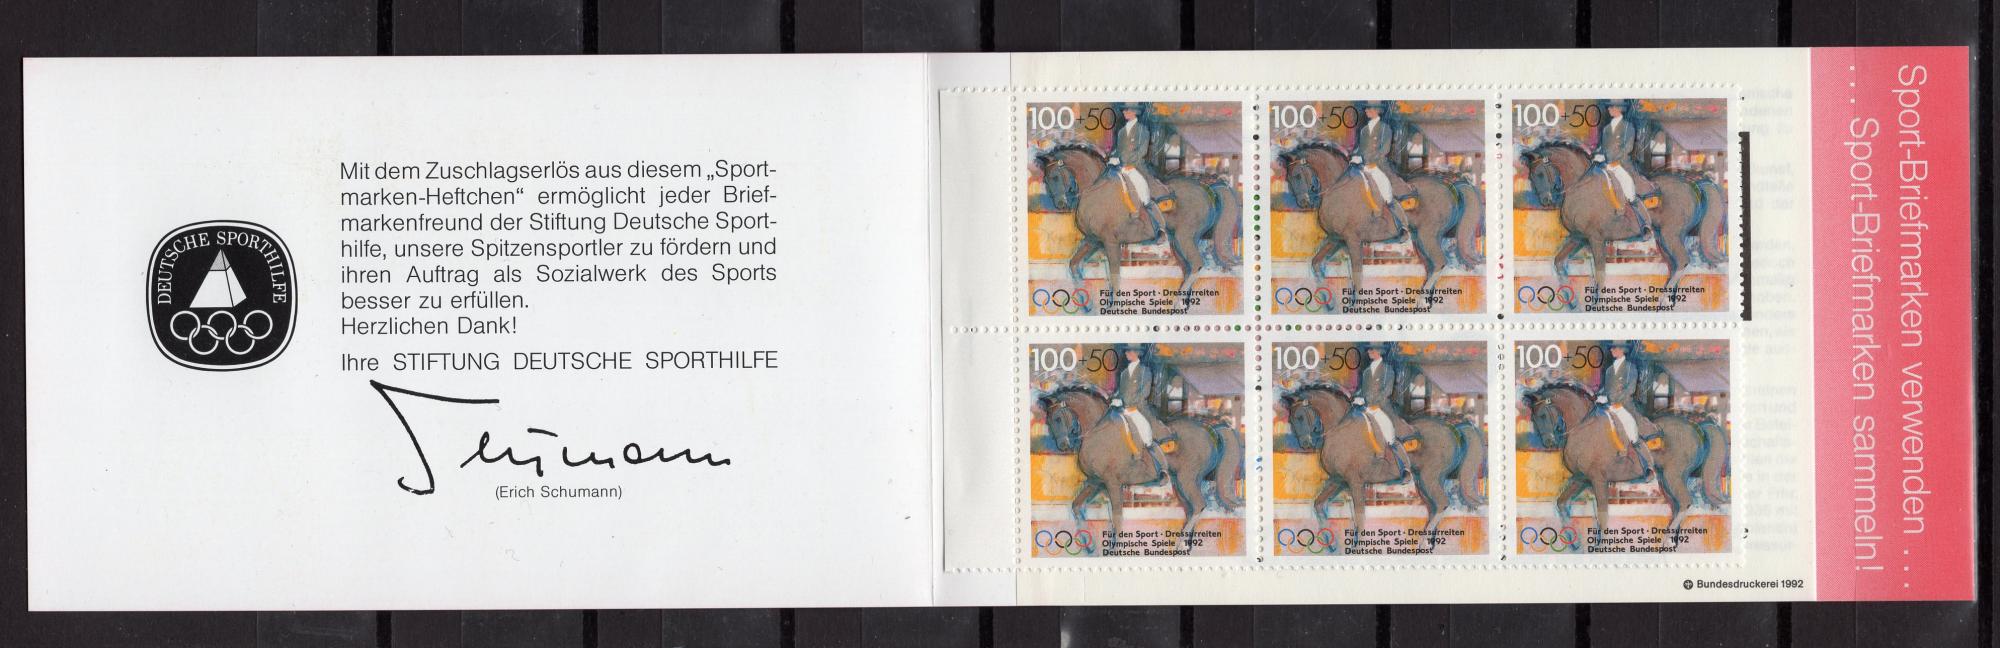 DEUTSCHE SPORTHILFE
Mit dem Zuschlagserlös aus diesem „Sport-
marken-Heftchen“ ermöglicht jeder Brief-
markenfreund der Stiftung Deutsche Sport-
hilfe, unsere Spitzensportler zu fördern und
ihren Auftrag als Sozialwerk des Sports
besser zu erfüllen.
Herzlichen Dank!
Ihre STIFTUNG DEUTSCHE SPORTHILFE
(Erich Schumann)
100+50
Für den Sport · Dressurreiten
Olympische Spiele 1992
Deutsche Bundespost
100+50
Für den Sport · Dressurreiten
Olympische Spiele 1992
Deutsche Bundespost
100+50
Für den Sport · Dressurreiten
Olympische Spiele 1992
Deutsche Bundespost
100+50
Für den Sport · Dressurreiten
Olympische Spiele 1992
Deutsche Bundespost
100+50
Für den Sport · Dressurreiten
Olympische Spiele 1992
Deutsche Bundespost
100+50
Für den Sport · Dressurreiten
Olympische Spiele 1992
Deutsche Bundespost
Bundesdruckerei 1992
Sport-Briefmarken verwenden ...
... Sport-Briefmarken sammeln!